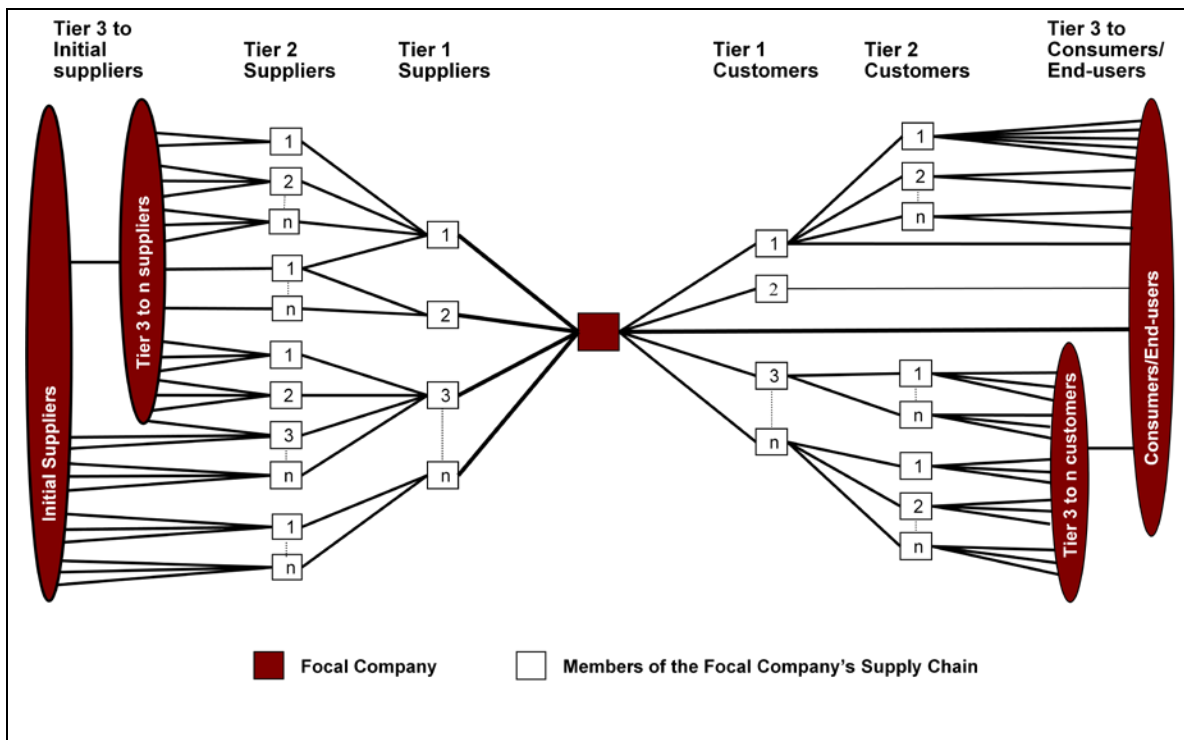 Tier 3 to
Initial
suppliers
Tier 2
Suppliers
Tier 1
Suppliers
Tier 1
Customers
Tier 2
Customers
Tier 3 to
Consumers/
End-users
Initial Suppliers
Tier 3 to n suppliers
1
2
n
1
n
1
2
3
n
1
n
1
2
3
n
1
2
3
n
1
2
n
1
n
1
2
n
Tier 3 to n customers
Consumers/End-users
Focal Company
Members of the Focal Company's Supply Chain